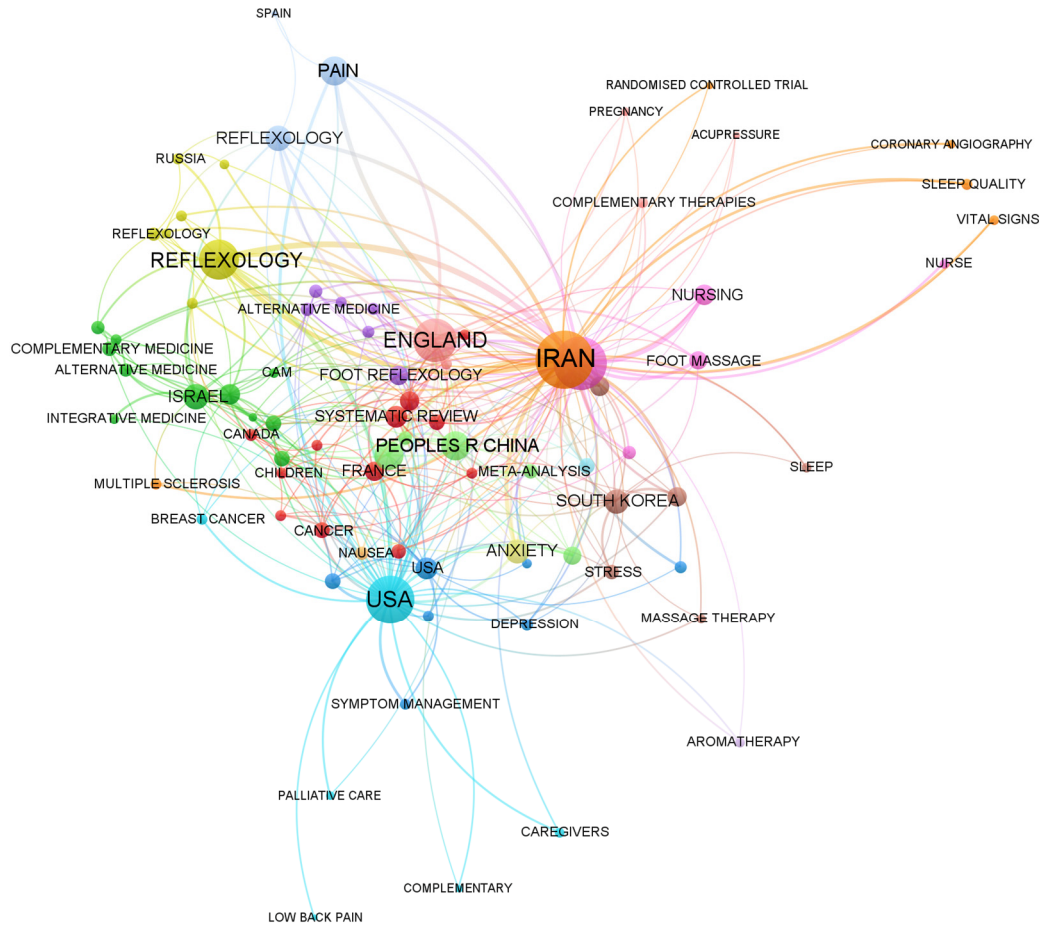 SPAIN
PAIN
RANDOMISED CONTROLLED TRIAL
PREGNANCY
ACUPRESSURE
REFLEXOLOGY
CORONARY ANGIOGRAPHY
RUSSIA
SLEEP QUALITY
COMPLEMENTARY THERAPIES
VITAL SIGNS
REFLEXOLOGY
REFLEXOLOGY
NURSE
NURSING
ALTERNATIVE MEDICINE
ENGLAND
COMPLEMENTARY MEDICINE
IRAN
FOOT MASSAGE
ALTERNATIVE MEDICINE
CAM
FOOT REFLEXOLOGY
ISRAEL
INTEGRATIVE MEDICINE
SYSTEMATIC REVIEW
CANADA
PEOPLES R CHINA
CHILDREN
FRANCE
META-ANALYSIS
SLEEP
MULTIPLE SCLEROSIS
SOUTH KOREA
BREAST CANCER
CANCER
NAUSEA
ANXIETY
USA
STRESS
USA
DEPRESSION
MASSAGE THERAPY
SYMPTOM MANAGEMENT
AROMATHERAPY
PALLIATIVE CARE
CAREGIVERS
COMPLEMENTARY
LOW BACK PAIN